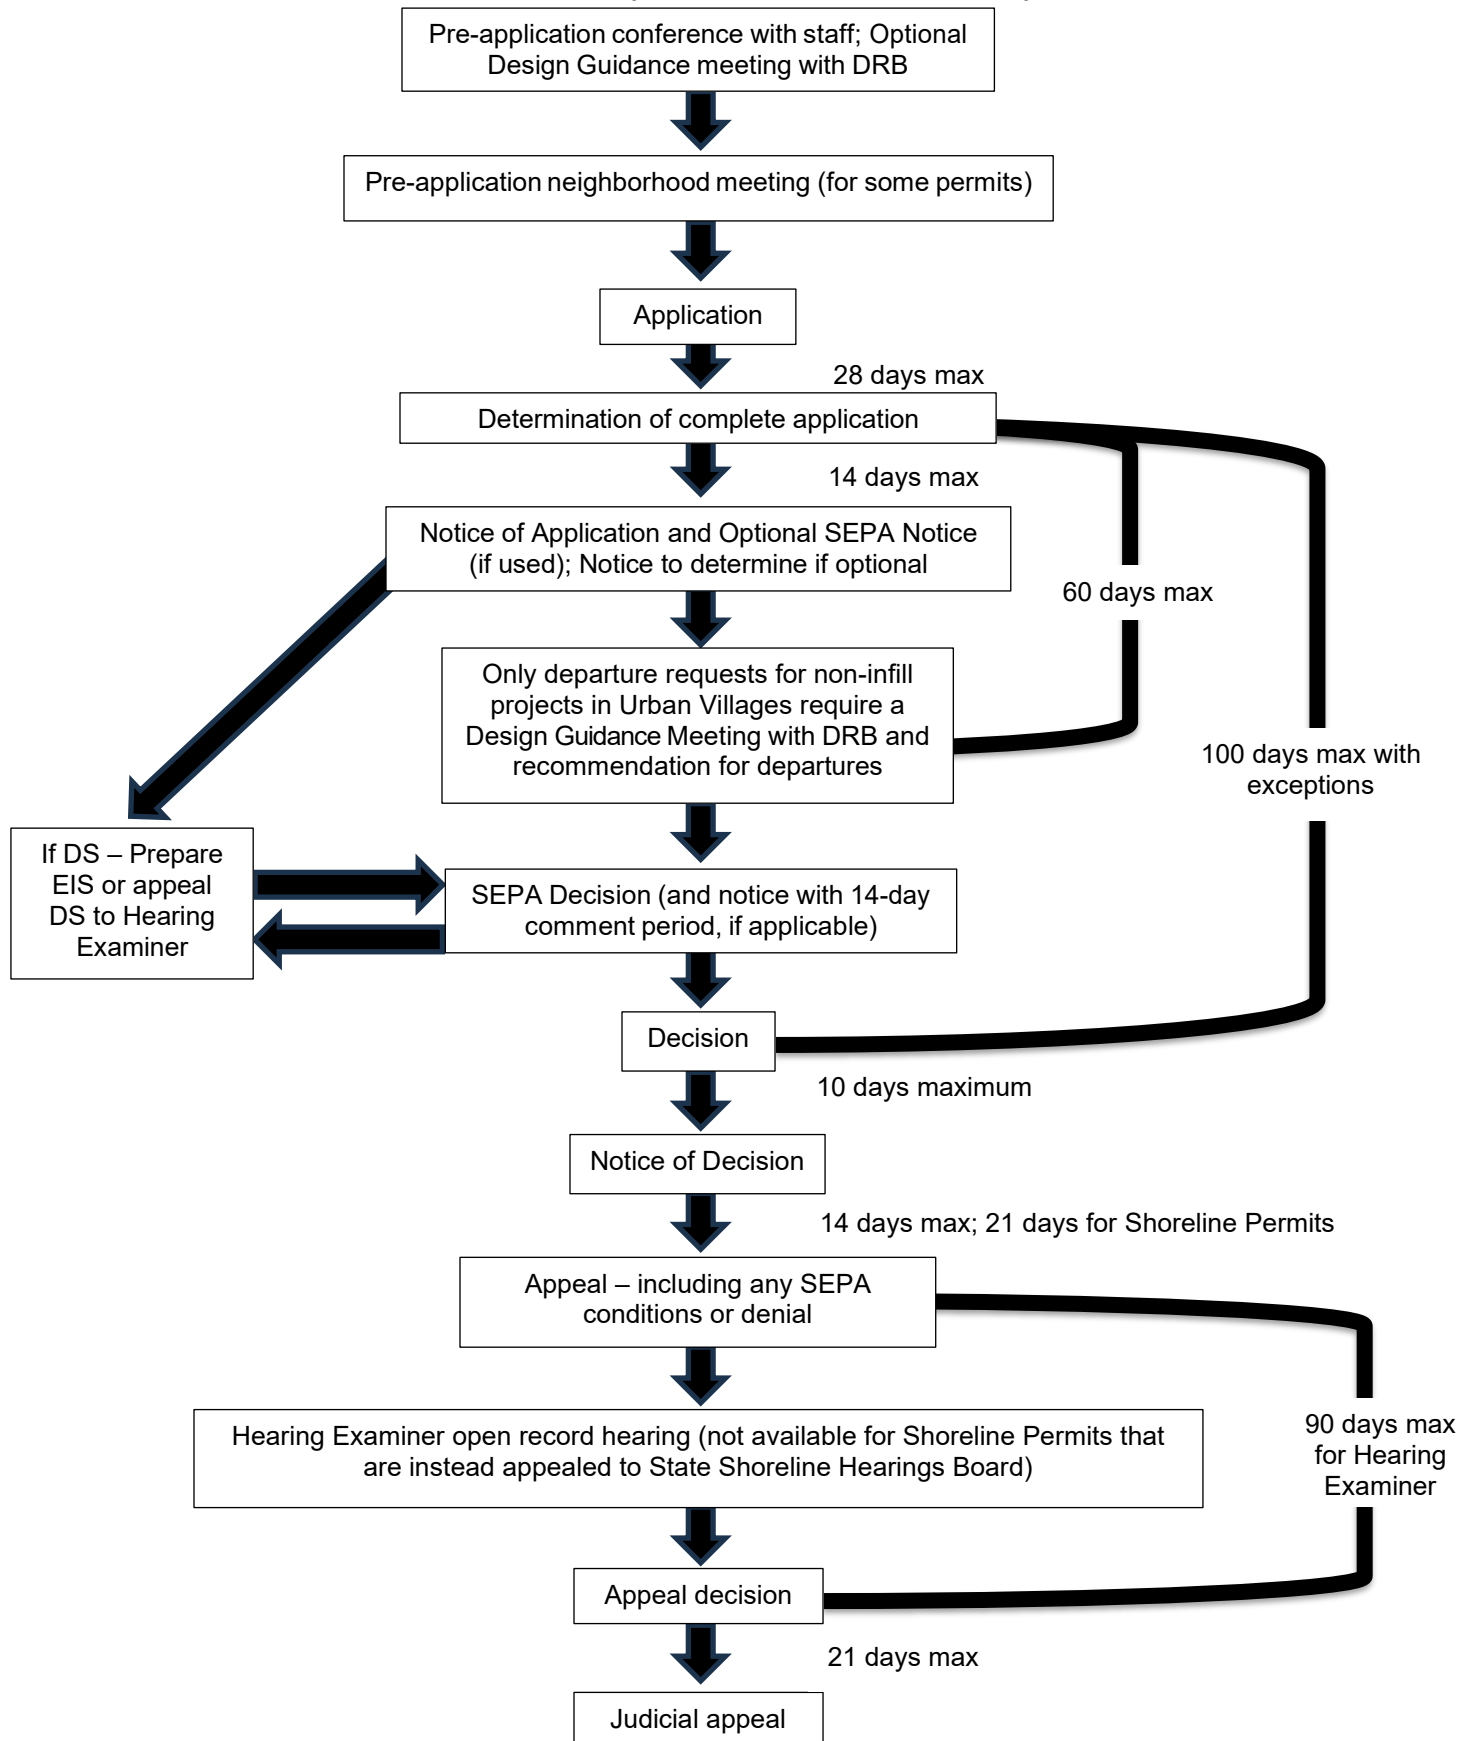 Pre-application conference with staff; Optional
Design Guidance meeting with DRB
Pre-application neighborhood meeting (for some permits)
Application
28 days max
Determination of complete application
14 days max
Notice of Application and Optional SEPA Notice
(if used); Notice to determine if optional
60 days max
Only departure requests for non-infill
projects in Urban Villages require a
Design Guidance Meeting with DRB and
recommendation for departures
100 days max with
exceptions
If DS – Prepare
EIS or appeal
DS to Hearing
Examiner
SEPA Decision (and notice with 14-day
comment period, if applicable)
Decision
10 days maximum
Notice of Decision
14 days max; 21 days for Shoreline Permits
Appeal – including any SEPA
conditions or denial
Hearing Examiner open record hearing (not available for Shoreline Permits that
are instead appealed to State Shoreline Hearings Board)
90 days max
for Hearing
Examiner
Appeal decision
21 days max
Judicial appeal